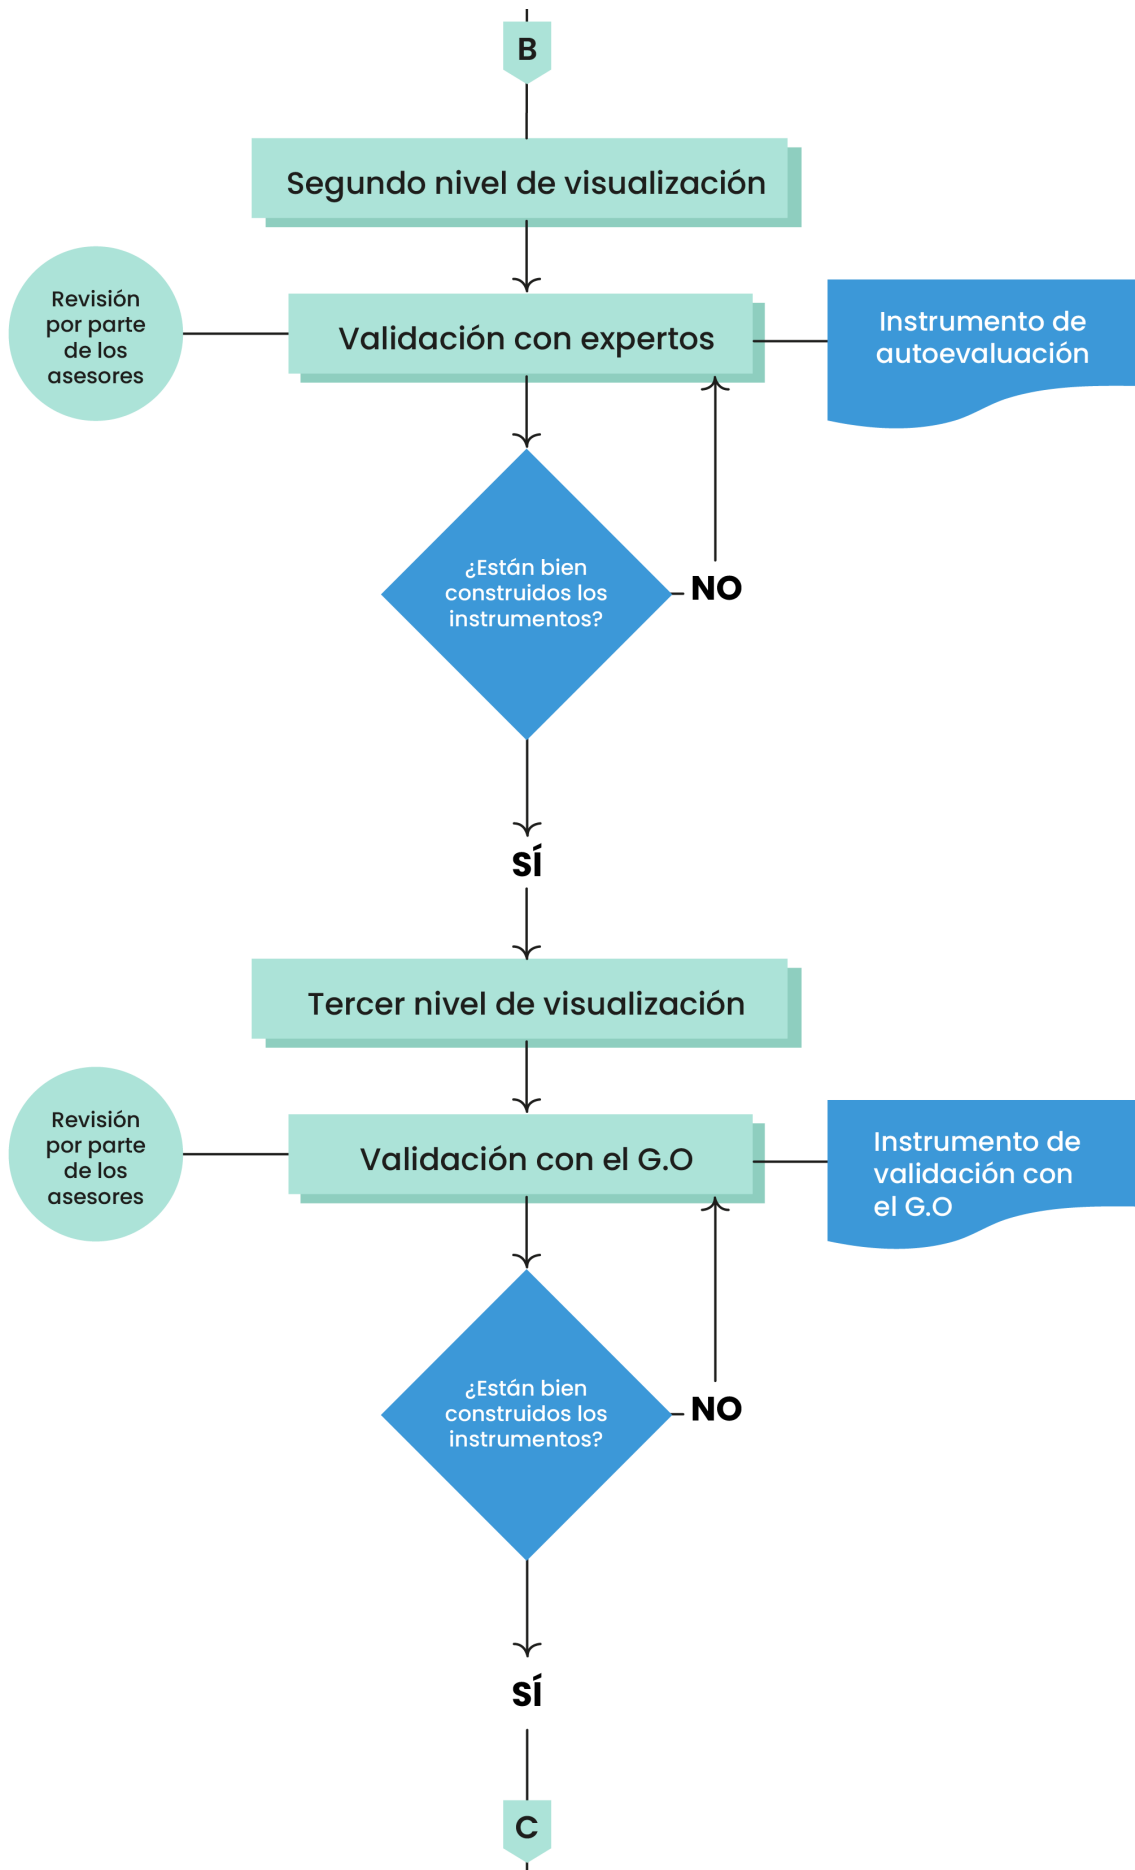 B
Segundo nivel de visualización
Revisión
por parte
de los
asesores
Validación con expertos
Instrumento de
autoevaluación
¿Están bien
construidos los
instrumentos?
NO
SÍ
Tercer nivel de visualización
Revisión
por parte
de los
asesores
Validación con el G.O
Instrumento de
validación con
el G.O
¿Están bien
construidos los
instrumentos?
NO
SÍ
C